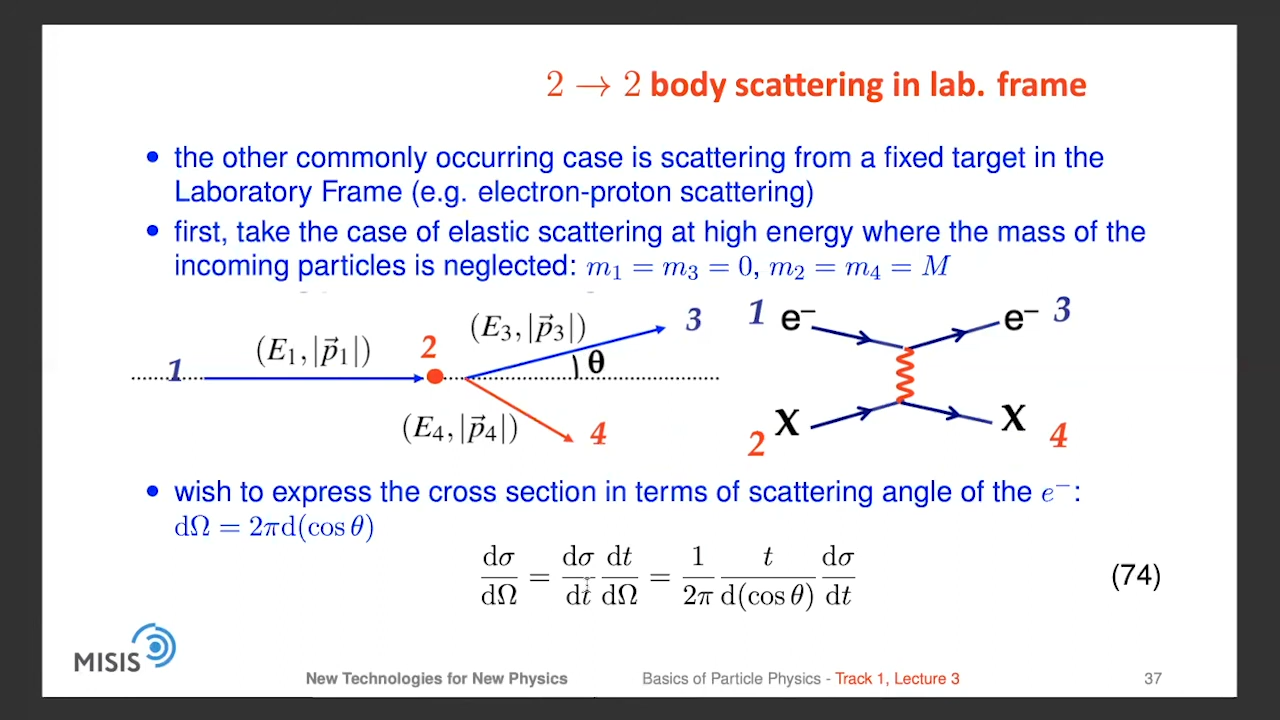 2 → 2 body scattering in lab. frame
• the other commonly occurring case is scattering from a fixed target in the
Laboratory Frame (e.g. electron-proton scattering)
• first, take the case of elastic scattering at high energy where the mass of the
incoming particles is neglected: m₁ = m₃ = 0, m₂ = m₄ = M
1 (E₁, |p⃗₁|) 2 (E₃, |p⃗₃|) 3 θ (E₄, |p⃗₄|) 4
1 e⁻ e⁻ 3
2 X X 4
• wish to express the cross section in terms of scattering angle of the e⁻:
dΩ = 2πd(cos θ)
dσ/dΩ = dσ/dt dt/dΩ = 1/2π t/d(cos θ) dσ/dt (74)
MISIS
New Technologies for New Physics Basics of Particle Physics - Track 1, Lecture 3 37